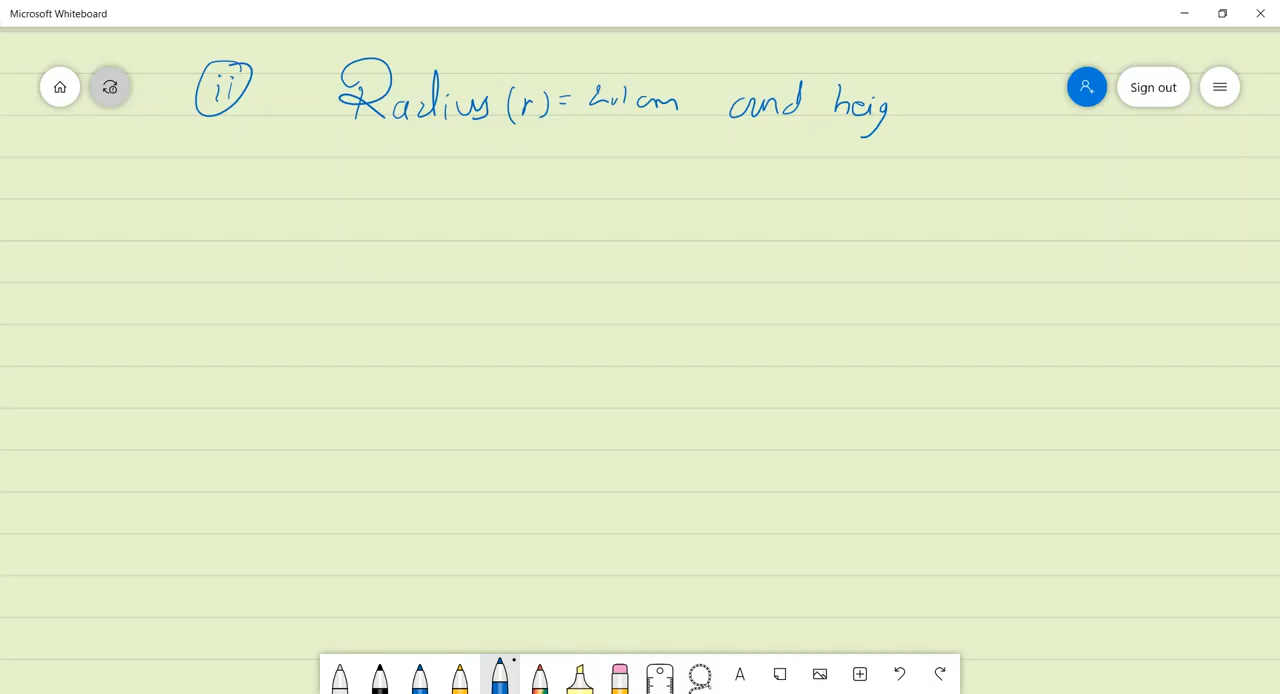 Microsoft Whiteboard
Sign out
ii Radius (r) = 2.1 cm and heig
A